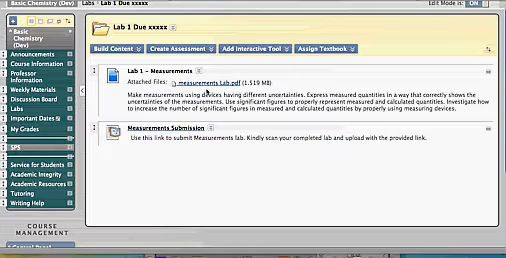 Basic Chemistry (Dev)
Labs
Lab 1 Due xxxxx
Edit Mode is:
ON
Lab 1 Due xxxxx
Basic
Chemistry
(Dev)
Announcements
Course Information
Professor
Information
Weekly Materials
Discussion Board
Labs
Important Dates
My Grades
SPS
Service for Students
Academic Integrity
Academic Resources
Tutoring
Writing Help
COURSE
MANAGEMENT
Control Panel
Build Content
Create Assessment
Add Interactive Tool
Assign Textbook
Lab 1 - Measurements
Attached Files: measurements Lab.pdf (1.519 MB)
Make measurements using devices having different uncertainties. Express measured quantities in a way that correctly shows the
uncertainties of the measurements. Use significant figures to properly represent measured and calculated quantities. Investigate how
to increase the number of significant figures in measured and calculated quantities by properly using measuring devices.
Measurements Submission
Use this link to submit Measurements lab. Kindly scan your completed lab and upload with the provided link.